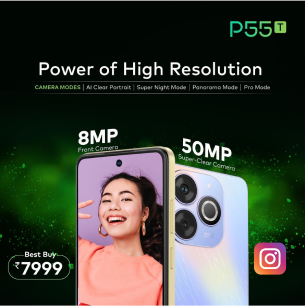 P55T
Power of High Resolution
CAMERA MODES | AI Clear Portrait | Super Night Mode | Panorama Mode | Pro Mode
8MP
Front Camera
50MP
Super-Clear Camera
Best Buy
₹7999